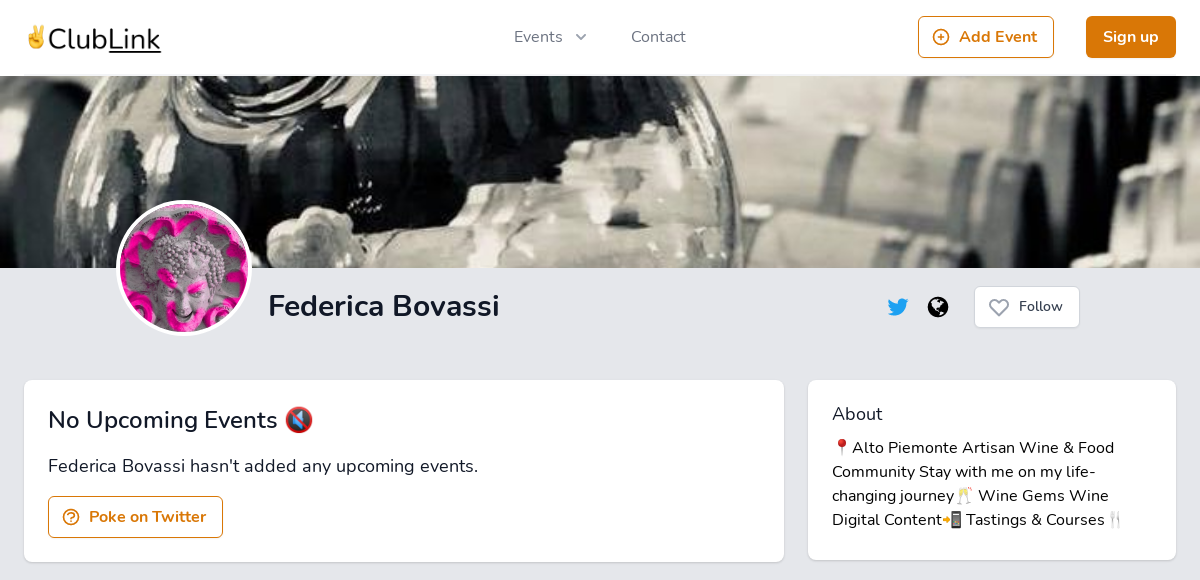 ✌️ClubLink
Events
Contact
Add Event
Sign up
Federica Bovassi
Follow
No Upcoming Events 🔇
Federica Bovassi hasn't added any upcoming events.
Poke on Twitter
About
📍Alto Piemonte Artisan Wine & Food
Community Stay with me on my life-
changing journey🥂 Wine Gems Wine
Digital Content📲 Tastings & Courses🍴